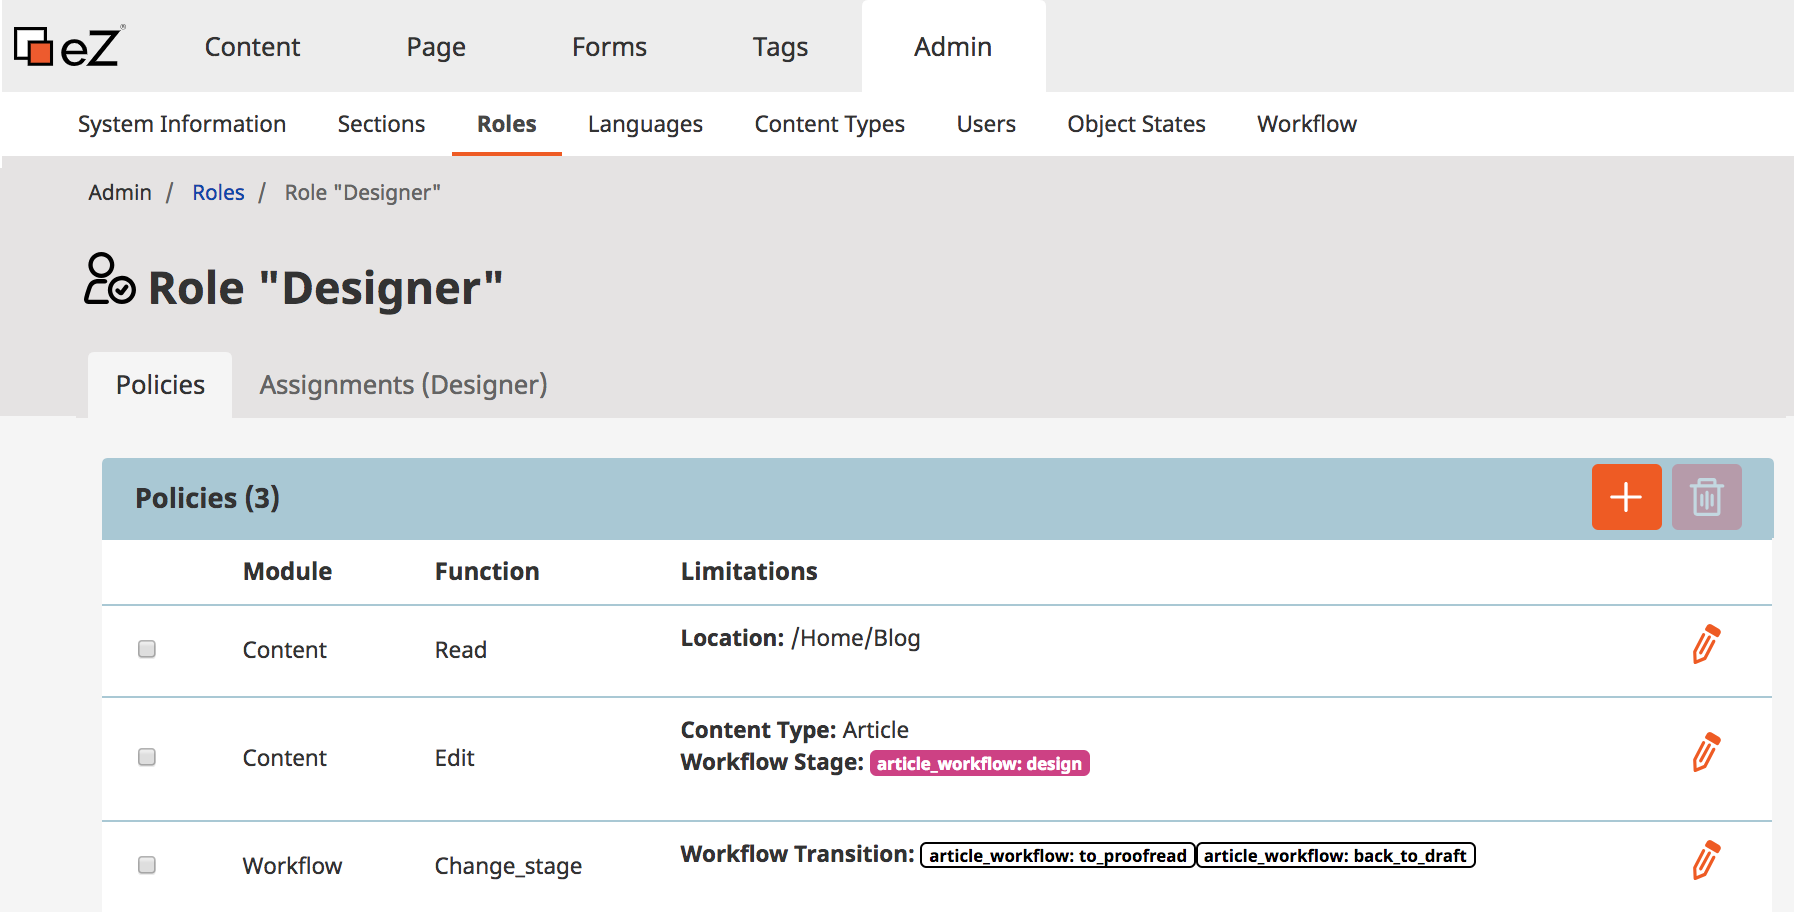 eZ® Content Page Forms Tags Admin
System Information Sections Roles Languages Content Types Users Object States Workflow
Admin / Roles / Role "Designer"
Role "Designer"
Policies Assignments (Designer)
Policies (3)
Module Function Limitations
Content Read Location: /Home/Blog
Content Edit Content Type: Article
Workflow Stage: article_workflow: design
Workflow Change_stage Workflow Transition: article_workflow: to_proofread article_workflow: back_to_draft